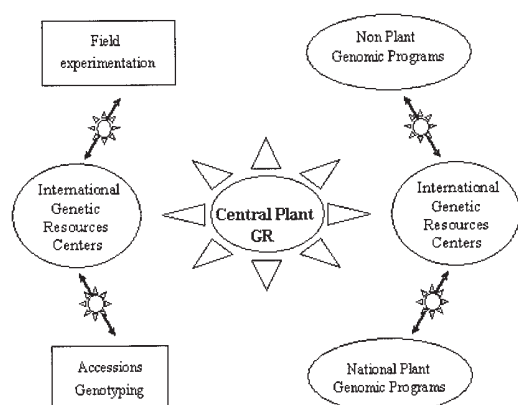 Field
experimentation
Non Plant
Genomic Programs
International
Genetic
Resources
Centers
Central Plant
GR
International
Genetic
Resources
Centers
Accessions
Genotyping
National Plant
Genomic Programs